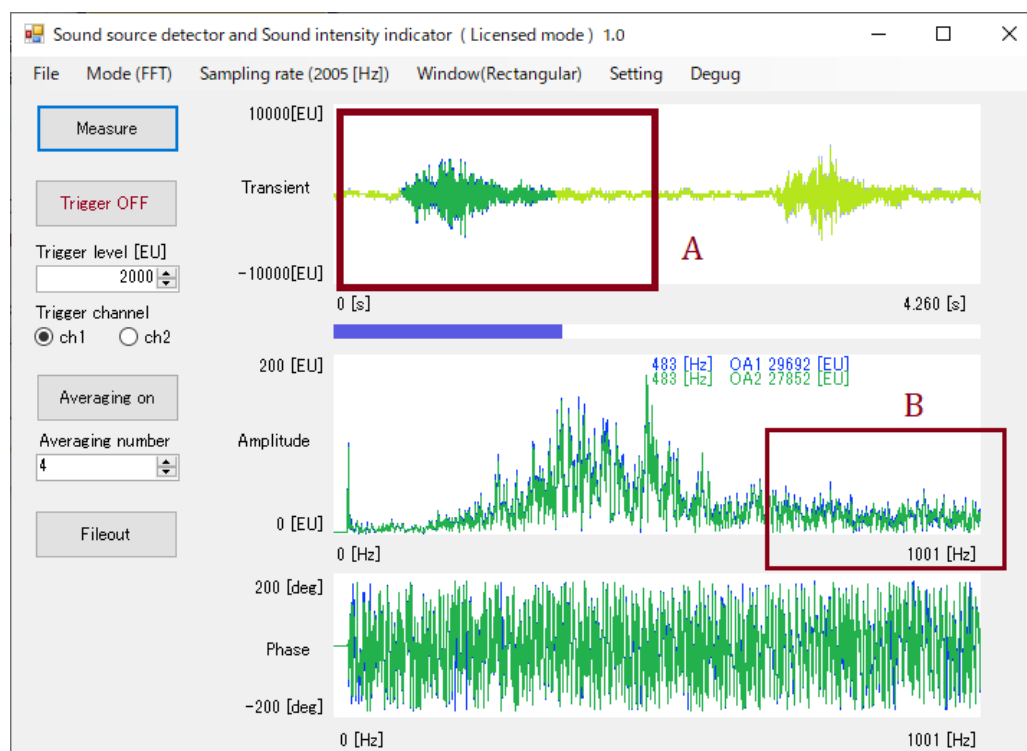 Sound source detector and Sound intensity indicator ( Licensed mode ) 1.0
File Mode (FFT) Sampling rate (2005 [Hz]) Window(Rectangular) Setting Degug
Measure
Trigger OFF
Trigger level [EU]
2000
Trigger channel
ch1 ch2
Averaging on
Averaging number
4
Fileout
10000[EU]
Transient
-10000[EU]
0 [s] 4.260 [s]
A
200 [EU]
483 [Hz] OA1 29692 [EU]
483 [Hz] OA2 27852 [EU]
Amplitude
B
0 [EU]
0 [Hz] 1001 [Hz]
200 [deg]
Phase
-200 [deg]
0 [Hz] 1001 [Hz]